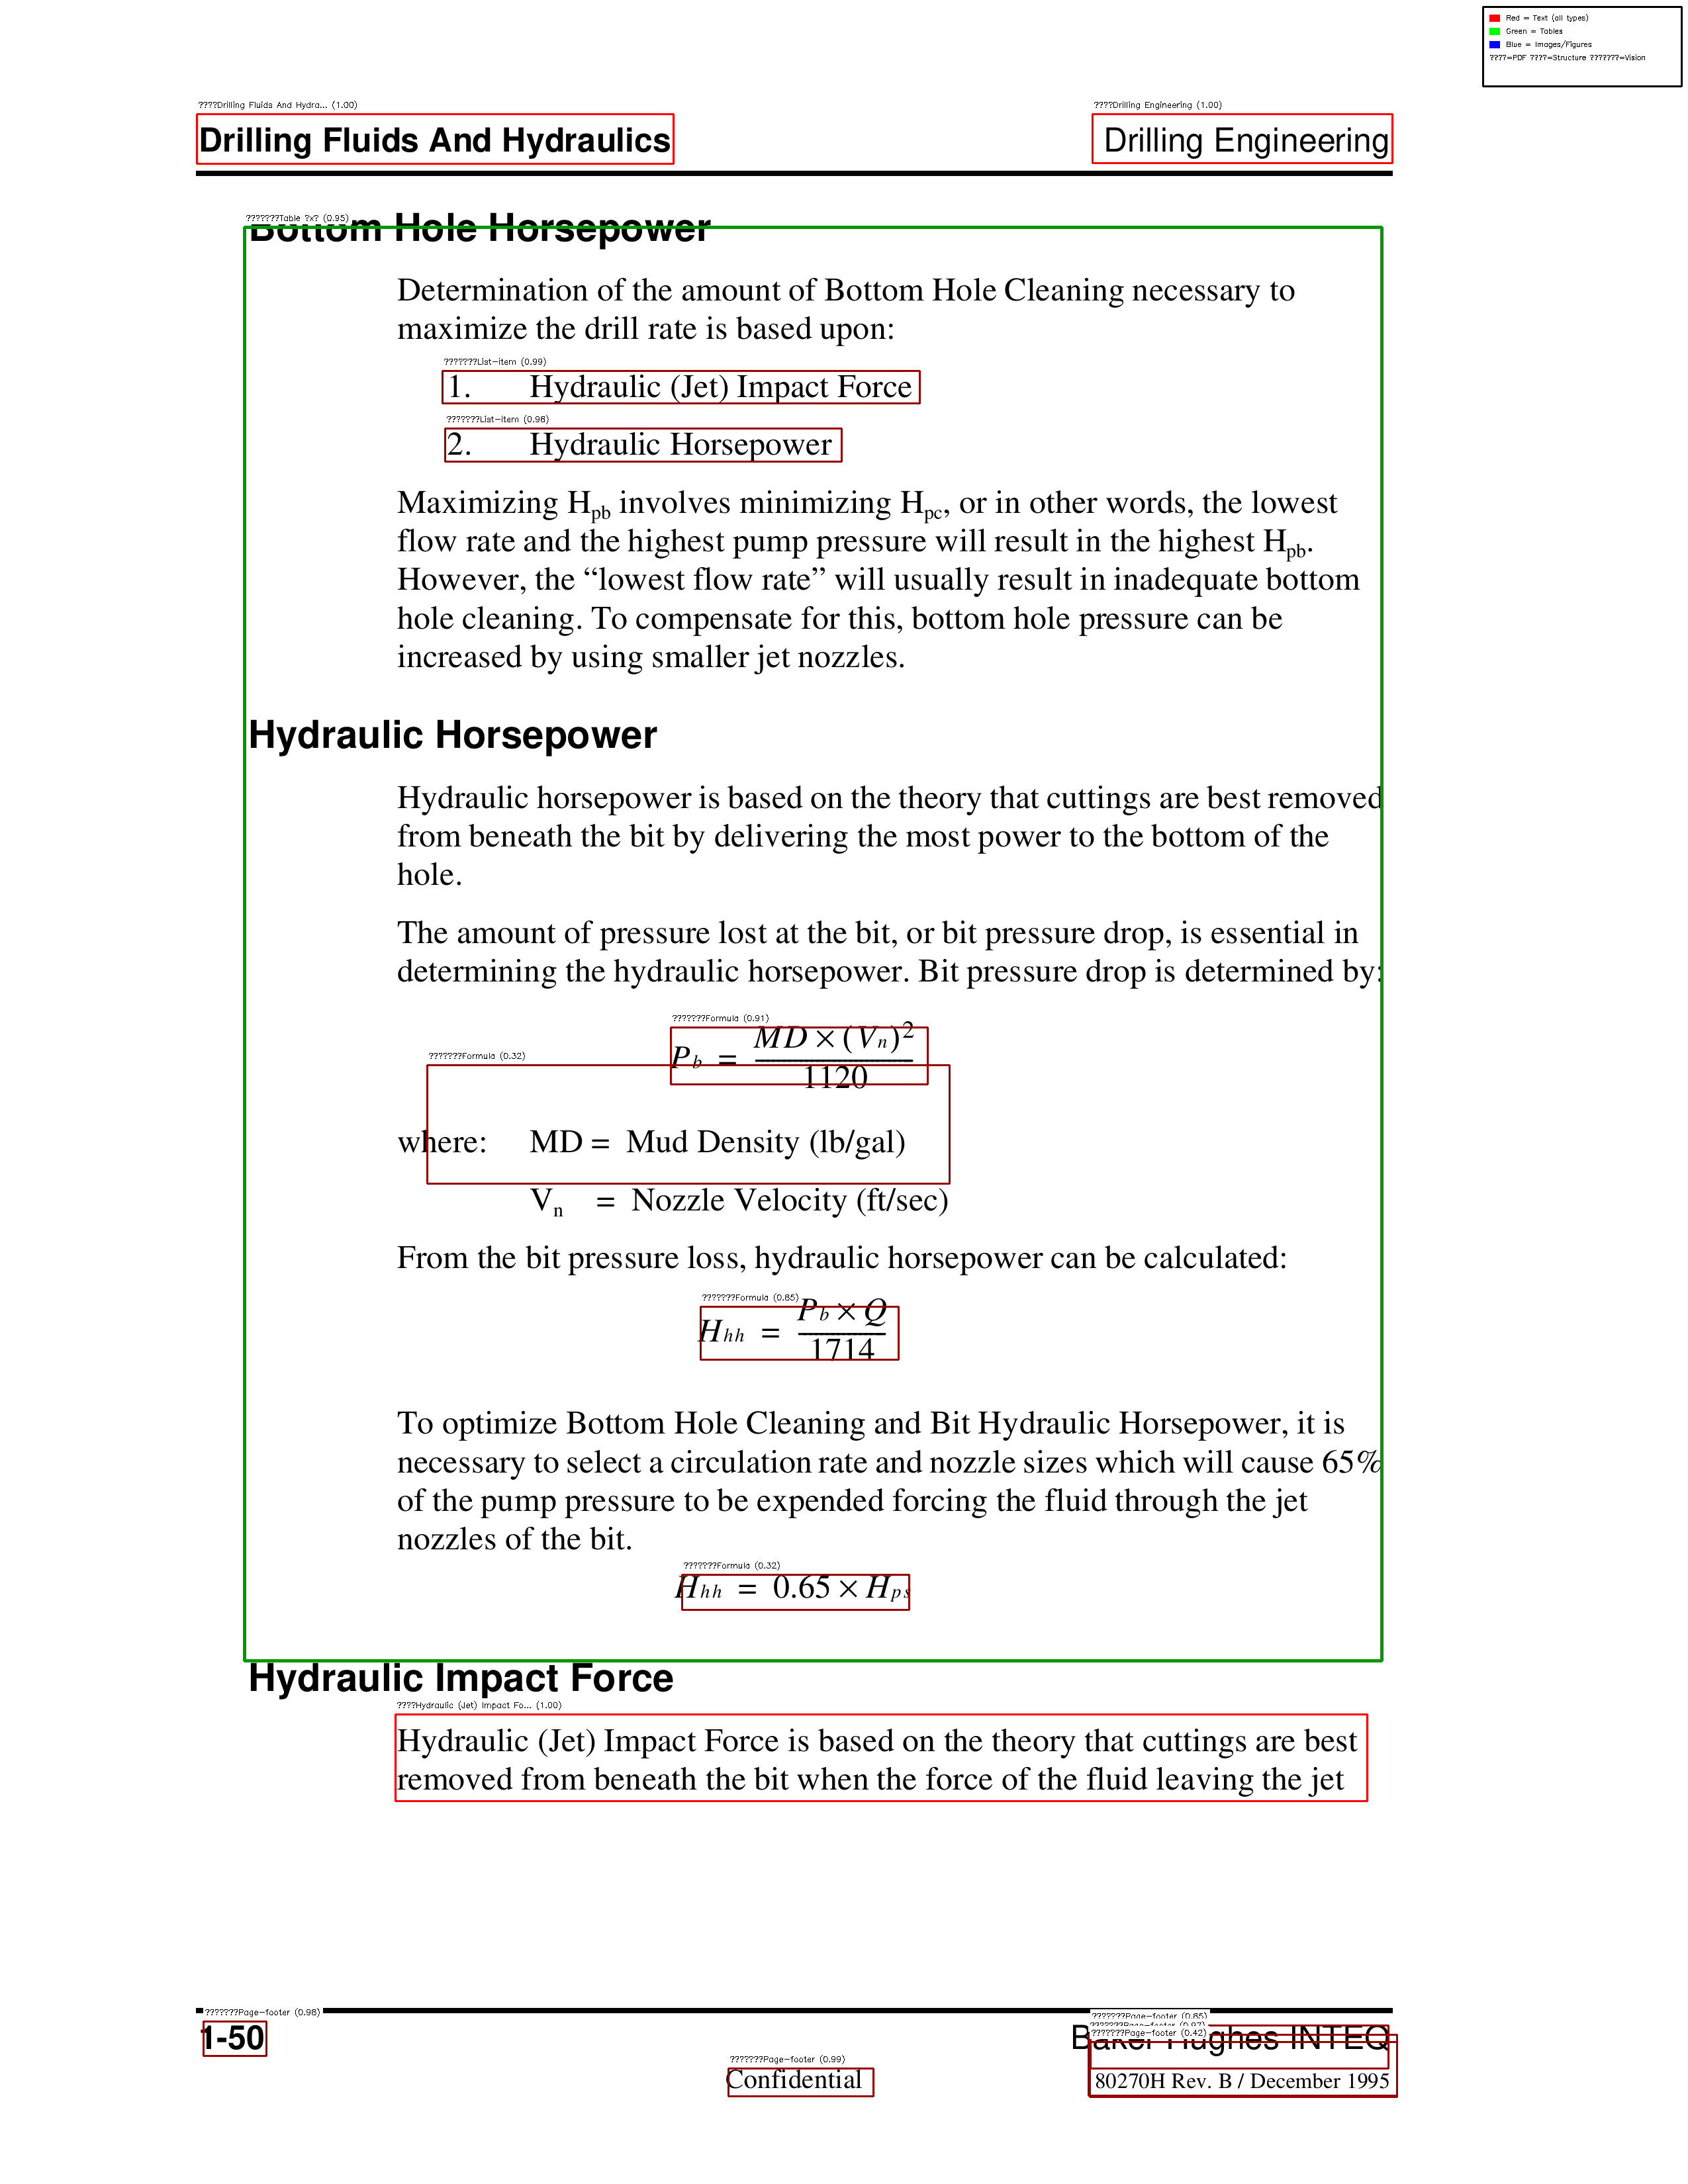 Red = Text (all types)
Green = Tables
Blue = Images/Figures
????=PDF ????=Structure ???????=Vision
????Drilling Fluids And Hydra... (1.00)
????Drilling Engineering (1.00)
Drilling Fluids And Hydraulics
Drilling Engineering
???????Table ?x? (0.95)
Bottom Hole Horsepower
Determination of the amount of Bottom Hole Cleaning necessary to
maximize the drill rate is based upon:
???????List-item (0.99)
1. Hydraulic (Jet) Impact Force
???????List-item (0.98)
2. Hydraulic Horsepower
Maximizing H_pb involves minimizing H_pc, or in other words, the lowest
flow rate and the highest pump pressure will result in the highest H_pb.
However, the “lowest flow rate” will usually result in inadequate bottom
hole cleaning. To compensate for this, bottom hole pressure can be
increased by using smaller jet nozzles.
Hydraulic Horsepower
Hydraulic horsepower is based on the theory that cuttings are best removed
from beneath the bit by delivering the most power to the bottom of the
hole.
The amount of pressure lost at the bit, or bit pressure drop, is essential in
determining the hydraulic horsepower. Bit pressure drop is determined by:
???????Formula (0.91)
P_b = MD × (V_n)² / 1120
???????Formula (0.32)
where: MD = Mud Density (lb/gal)
V_n = Nozzle Velocity (ft/sec)
From the bit pressure loss, hydraulic horsepower can be calculated:
???????Formula (0.85)
H_hh = P_b × Q / 1714
To optimize Bottom Hole Cleaning and Bit Hydraulic Horsepower, it is
necessary to select a circulation rate and nozzle sizes which will cause 65%
of the pump pressure to be expended forcing the fluid through the jet
nozzles of the bit.
???????Formula (0.32)
H_hh = 0.65 × H_ps
Hydraulic Impact Force
????Hydraulic (Jet) Impact Fo... (1.00)
Hydraulic (Jet) Impact Force is based on the theory that cuttings are best
removed from beneath the bit when the force of the fluid leaving the jet
???????Page-footer (0.98)
1-50
???????Page-footer (0.85)
???????Page-footer (0.97)
???????Page-footer (0.42)
Baker Hughes INTEQ
???????Page-footer (0.99)
Confidential
80270H Rev. B / December 1995